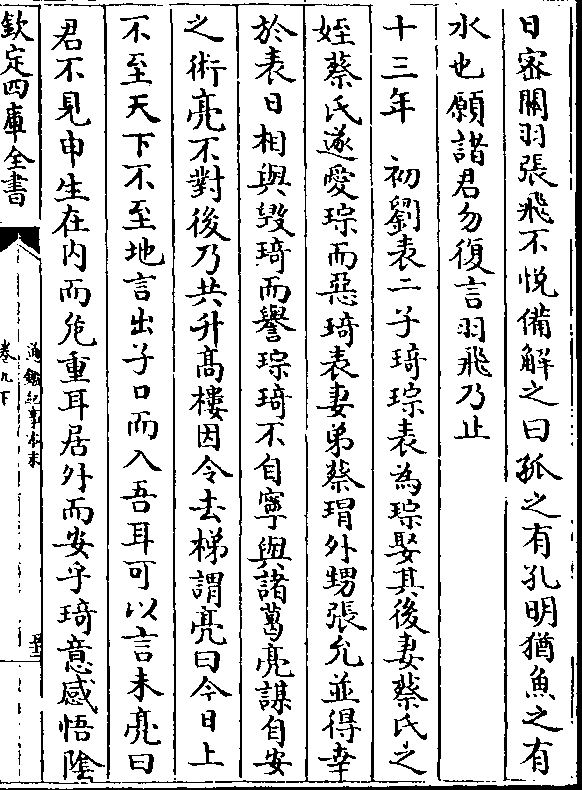 日密關羽張飛不悦備解之曰孤之有孔明猶魚之有
水也願諸君勿復言羽飛乃止
十三年　初劉表二子琦琮表為琮娶其後妻蔡氏之
姪蔡氏遂愛琮而惡琦表妻弟蔡瑁外甥張允並得幸
於表日相與毀琦而譽琮琦不自寧與諸葛亮謀自安
之術亮不對後乃共升髙樓因令去梯謂亮曰今日上
不至天下不至地言出子口而入吾耳可以言未亮曰
君不見申生在内而危重耳居外而安乎琦意感悟陰
欽定四庫全書
通鑑紀事本末
卷九下